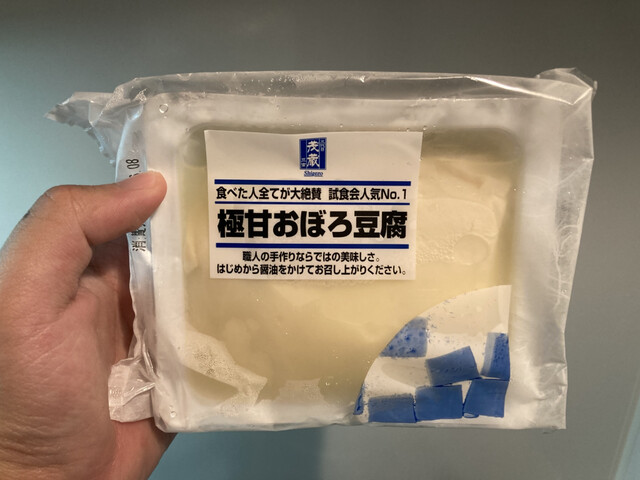 茂蔵
Shigezo
食べた人全てが大絶賛 試食会人気No.1
極甘おぼろ豆腐
職人の手作りならではの美味しさ。
はじめから醤油をかけてお召し上がりください。
消費
08